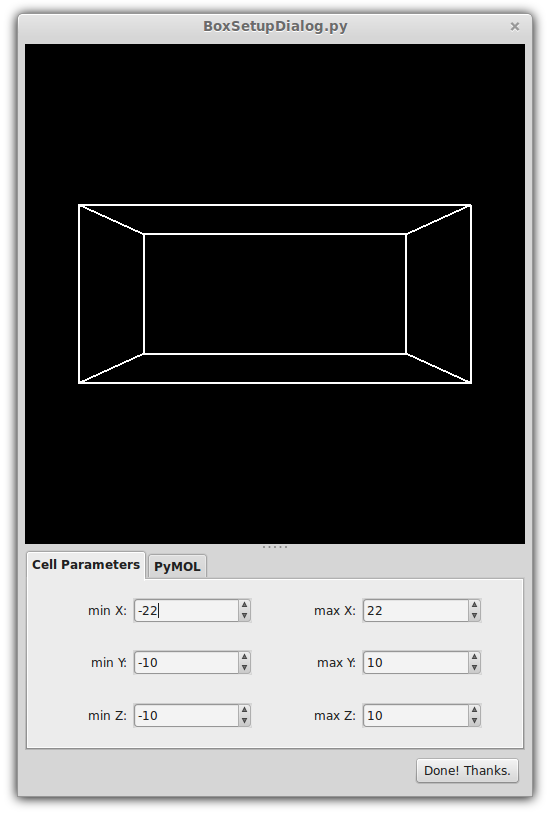 BoxSetupDialog.py
Cell Parameters PyMOL
min X: -22 max X: 22
min Y: -10 max Y: 10
min Z: -10 max Z: 10
Done! Thanks.